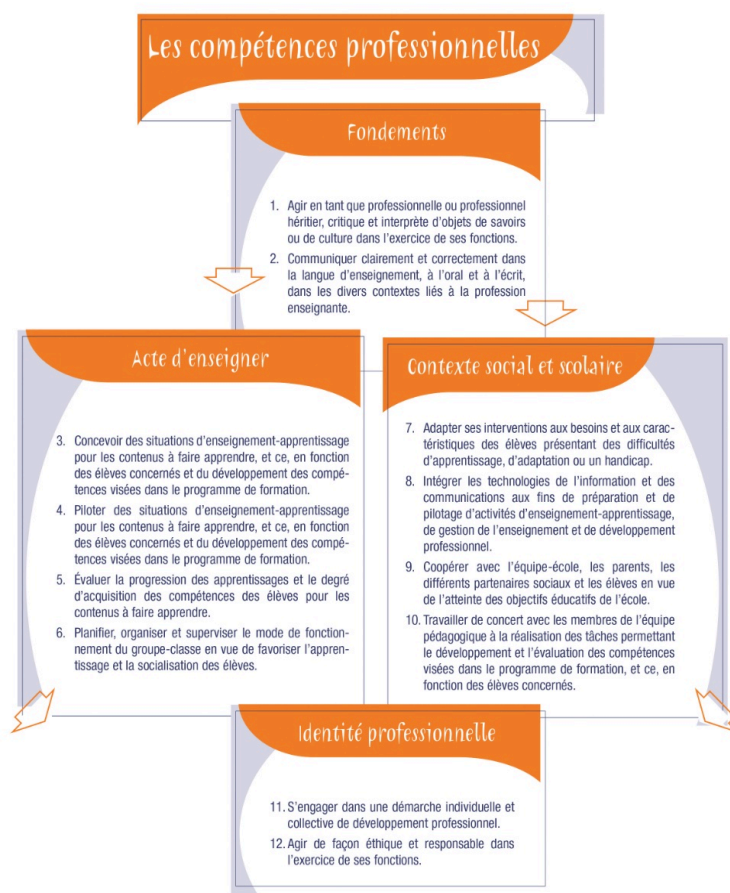 Les compétences professionnelles
Fondements
1. Agir en tant que professionnelle ou professionnel
héritier, critique et interprète d'objets de savoirs
ou de culture dans l'exercice de ses fonctions.
2. Communiquer clairement et correctement dans
la langue d'enseignement, à l'oral et à l'écrit,
dans les divers contextes liés à la profession
enseignante.
Acte d'enseigner
3. Concevoir des situations d'enseignement-apprentissage
pour les contenus à faire apprendre, et ce, en fonction
des élèves concernés et du développement des compé-
tences visées dans le programme de formation.
4. Piloter des situations d'enseignement-apprentissage
pour les contenus à faire apprendre, et ce, en fonction
des élèves concernés et du développement des compé-
tences visées dans le programme de formation.
5. Évaluer la progression des apprentissages et le degré
d'acquisition des compétences des élèves pour les
contenus à faire apprendre.
6. Planifier, organiser et superviser le mode de fonction-
nement du groupe-classe en vue de favoriser l'appren-
tissage et la socialisation des élèves.
Contexte social et scolaire
7. Adapter ses interventions aux besoins et aux carac-
téristiques des élèves présentant des difficultés
d'apprentissage, d'adaptation ou un handicap.
8. Intégrer les technologies de l'information et des
communications aux fins de préparation et de
pilotage d'activités d'enseignement-apprentissage,
de gestion de l'enseignement et de développement
professionnel.
9. Coopérer avec l'équipe-école, les parents, les
différents partenaires sociaux et les élèves en vue
de l'atteinte des objectifs éducatifs de l'école.
10. Travailler de concert avec les membres de l'équipe
pédagogique à la réalisation des tâches permettant
le développement et l'évaluation des compétences
visées dans le programme de formation, et ce, en
fonction des élèves concernés.
Identité professionnelle
11. S'engager dans une démarche individuelle et
collective de développement professionnel.
12. Agir de façon éthique et responsable dans
l'exercice de ses fonctions.